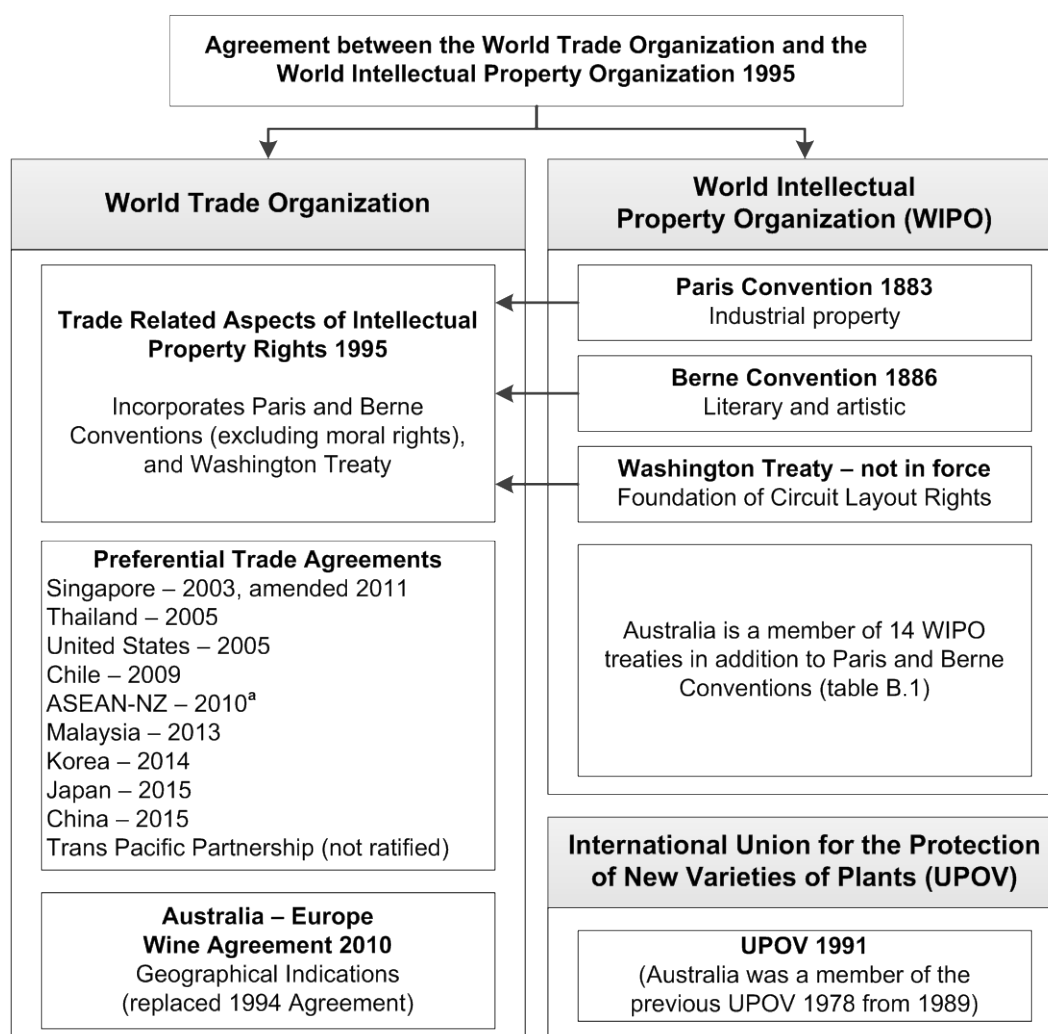 Agreement between the World Trade Organization and the
World Intellectual Property Organization 1995
World Trade Organization
Trade Related Aspects of Intellectual
Property Rights 1995
Incorporates Paris and Berne
Conventions (excluding moral rights),
and Washington Treaty
Preferential Trade Agreements
Singapore – 2003, amended 2011
Thailand – 2005
United States – 2005
Chile – 2009
ASEAN-NZ – 2010ᵃ
Malaysia – 2013
Korea – 2014
Japan – 2015
China – 2015
Trans Pacific Partnership (not ratified)
Australia – Europe
Wine Agreement 2010
Geographical Indications
(replaced 1994 Agreement)
World Intellectual
Property Organization (WIPO)
Paris Convention 1883
Industrial property
Berne Convention 1886
Literary and artistic
Washington Treaty – not in force
Foundation of Circuit Layout Rights
Australia is a member of 14 WIPO
treaties in addition to Paris and Berne
Conventions (table B.1)
International Union for the Protection
of New Varieties of Plants (UPOV)
UPOV 1991
(Australia was a member of the
previous UPOV 1978 from 1989)